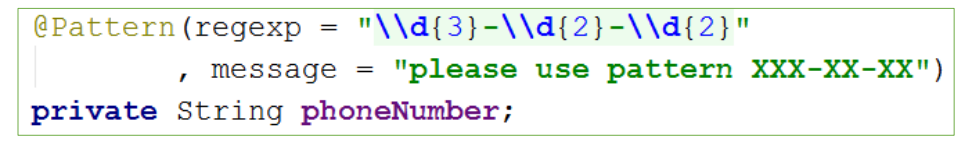 @Pattern(regexp = "\\d{3}-\\d{2}-\\d{2}"
, message = "please use pattern XXX-XX-XX")
private String phoneNumber;